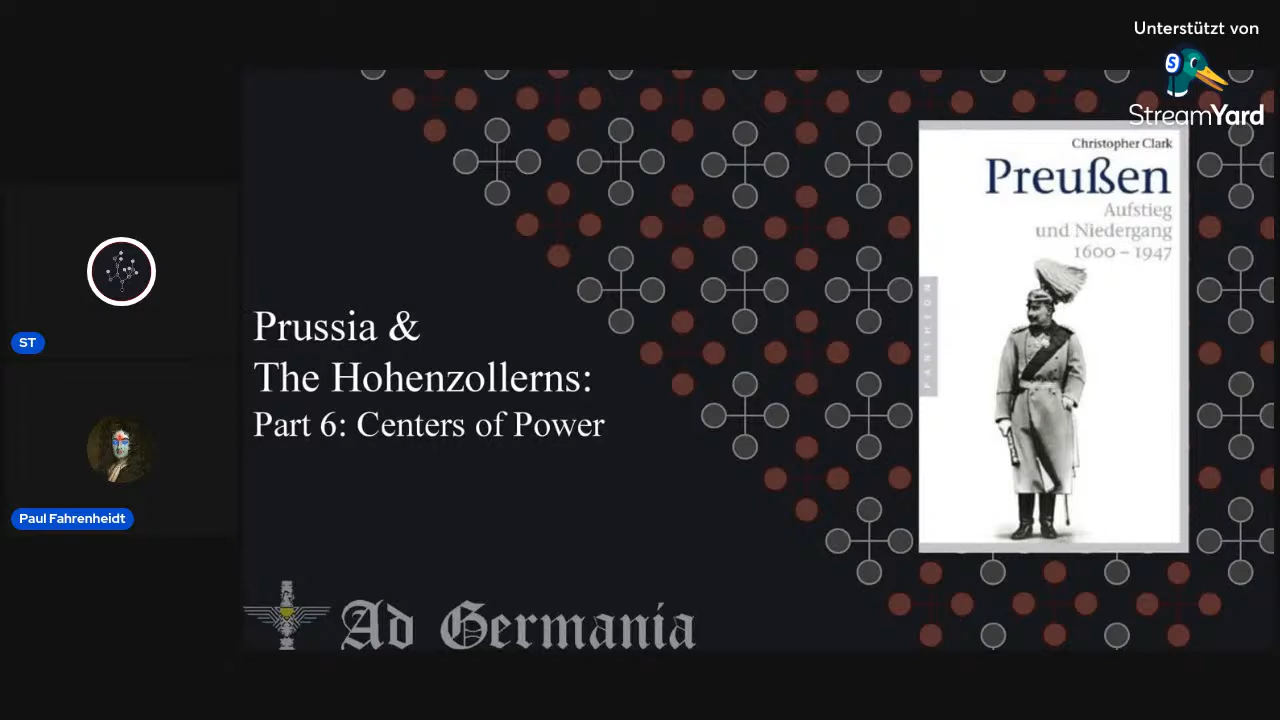 Unterstützt von
StreamYard
Christopher Clark
Preußen
Aufstieg
und Niedergang
1600 – 1947
PANTHEON
ST
Prussia &
The Hohenzollerns:
Part 6: Centers of Power
Paul Fahrenheidt
Ad Germania